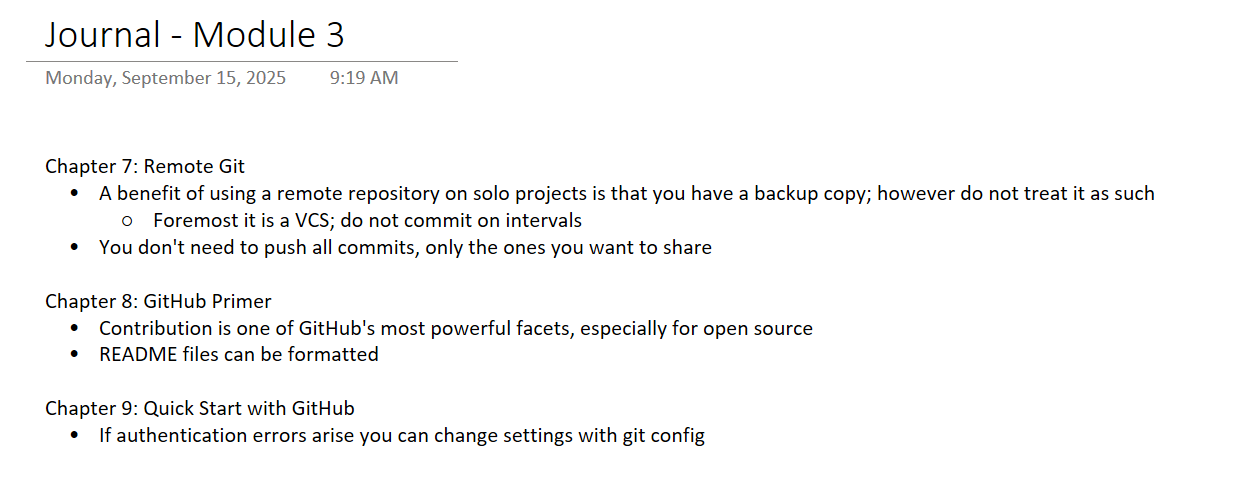 Journal - Module 3
Monday, September 15, 2025 9:19 AM
Chapter 7: Remote Git
• A benefit of using a remote repository on solo projects is that you have a backup copy; however do not treat it as such
○ Foremost it is a VCS; do not commit on intervals
• You don't need to push all commits, only the ones you want to share
Chapter 8: GitHub Primer
• Contribution is one of GitHub's most powerful facets, especially for open source
• README files can be formatted
Chapter 9: Quick Start with GitHub
• If authentication errors arise you can change settings with git config